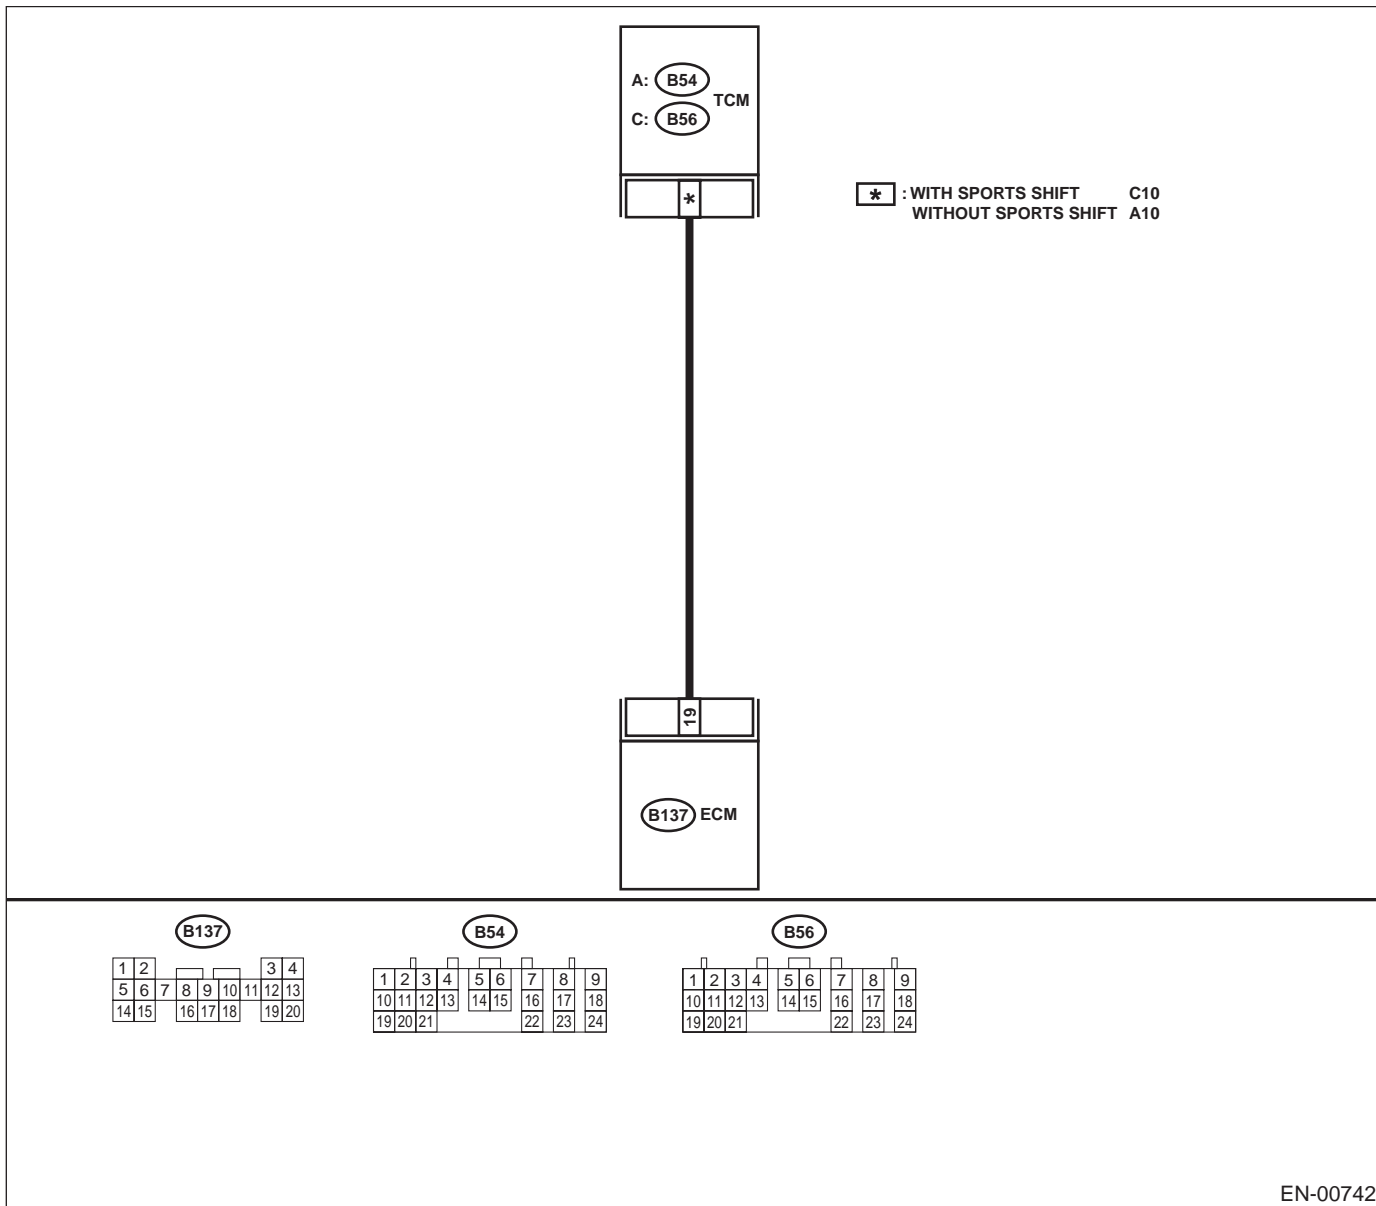 A: B54
TCM
C: B56
*
* : WITH SPORTS SHIFT C10
WITHOUT SPORTS SHIFT A10
19
B137 ECM
B137
1 2 3 4
5 6 7 8 9 10 11 12 13
14 15 16 17 18 19 20
B54
1 2 3 4 5 6 7 8 9
10 11 12 13 14 15 16 17 18
19 20 21 22 23 24
B56
1 2 3 4 5 6 7 8 9
10 11 12 13 14 15 16 17 18
19 20 21 22 23 24
EN-00742